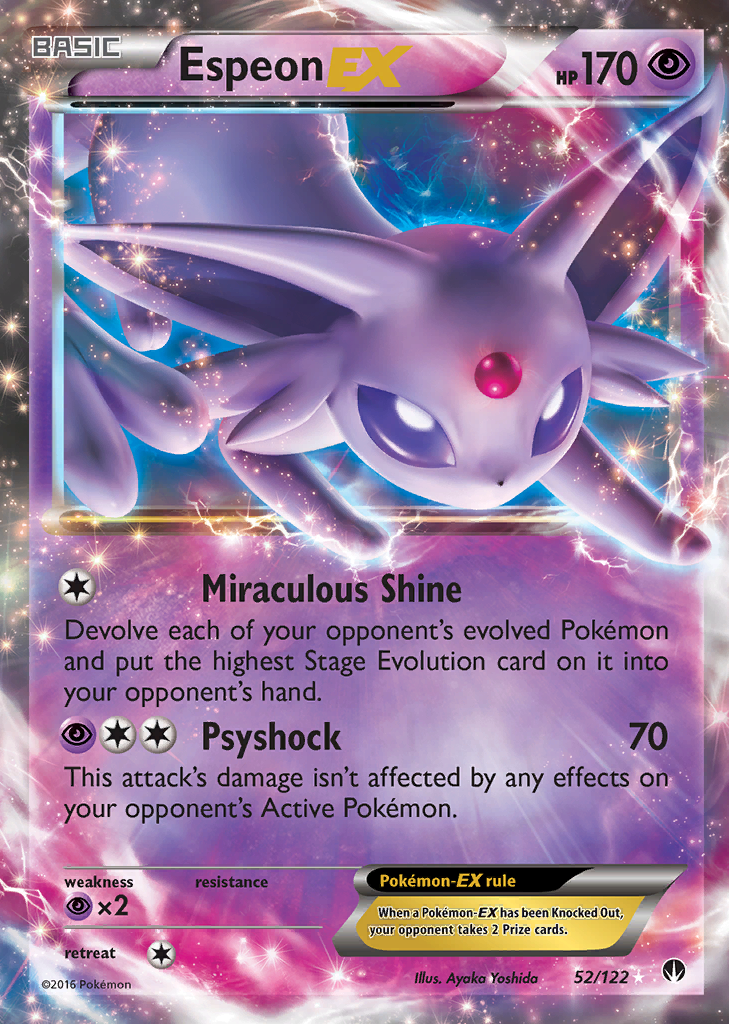 BASIC
Espeon EX
HP 170
Miraculous Shine
Devolve each of your opponent's evolved Pokémon
and put the highest Stage Evolution card on it into
your opponent's hand.
Psyshock 70
This attack's damage isn't affected by any effects on
your opponent's Active Pokémon.
weakness resistance
×2
retreat
Pokémon-EX rule
When a Pokémon-EX has been Knocked Out,
your opponent takes 2 Prize cards.
©2016 Pokémon
Illus. Ayaka Yoshida
52/122